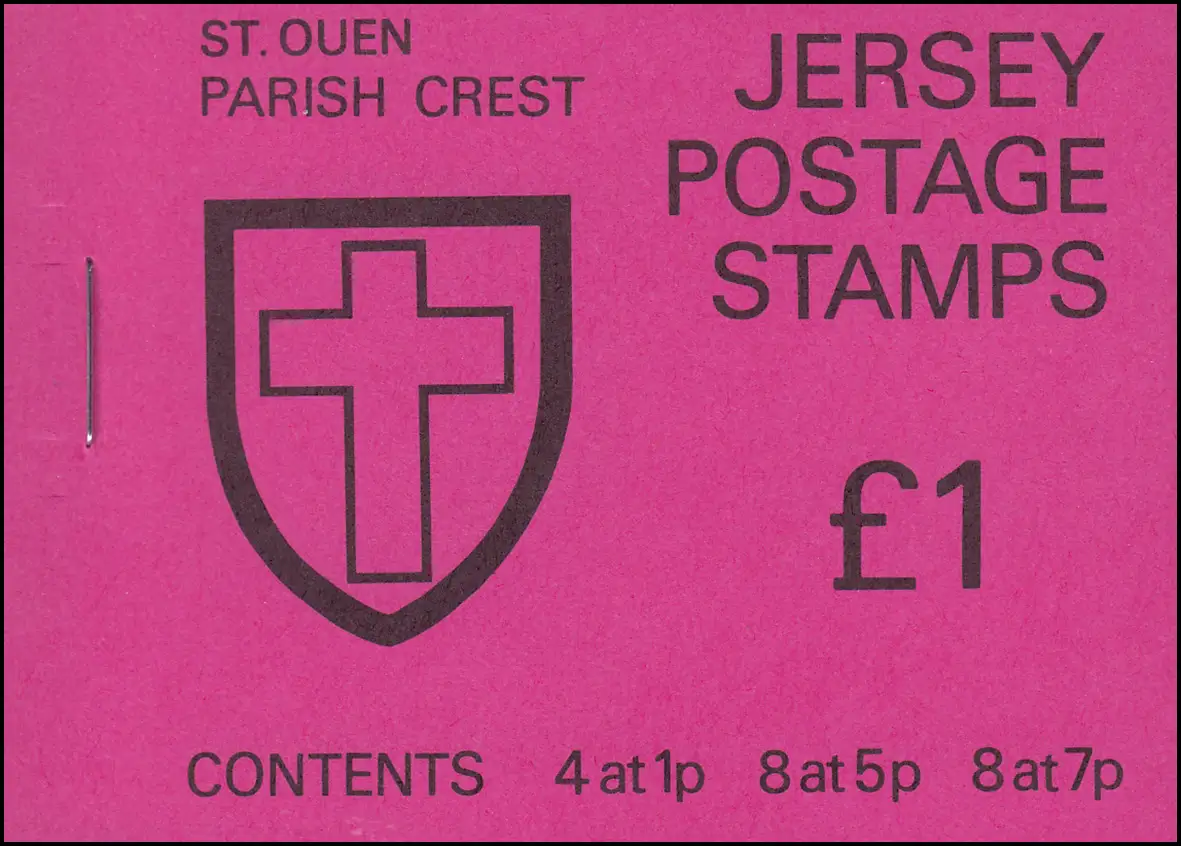 ST. OUEN
PARISH CREST
JERSEY
POSTAGE
STAMPS
£1
CONTENTS 4 at 1p 8 at 5p 8 at 7p